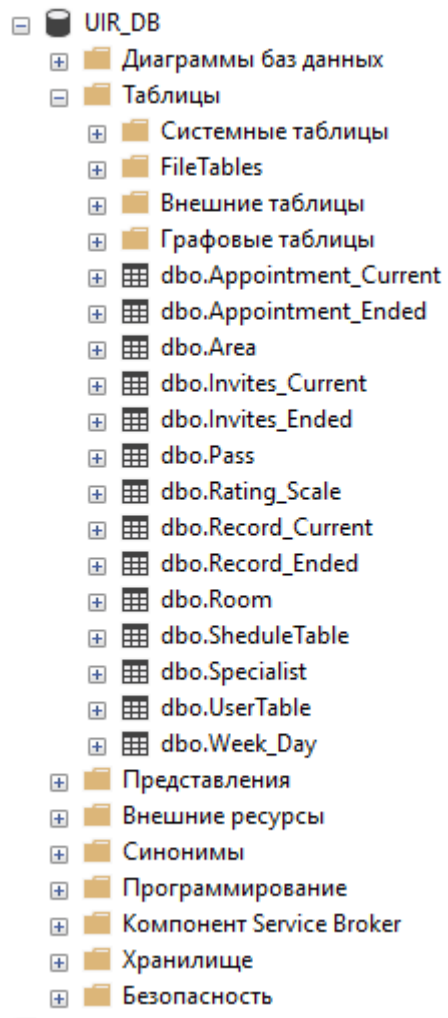 UIR_DB
Диаграммы баз данных
Таблицы
Системные таблицы
FileTables
Внешние таблицы
Графовые таблицы
dbo.Appointment_Current
dbo.Appointment_Ended
dbo.Area
dbo.Invites_Current
dbo.Invites_Ended
dbo.Pass
dbo.Rating_Scale
dbo.Record_Current
dbo.Record_Ended
dbo.Room
dbo.SheduleTable
dbo.Specialist
dbo.UserTable
dbo.Week_Day
Представления
Внешние ресурсы
Синонимы
Программирование
Компонент Service Broker
Хранилище
Безопасность